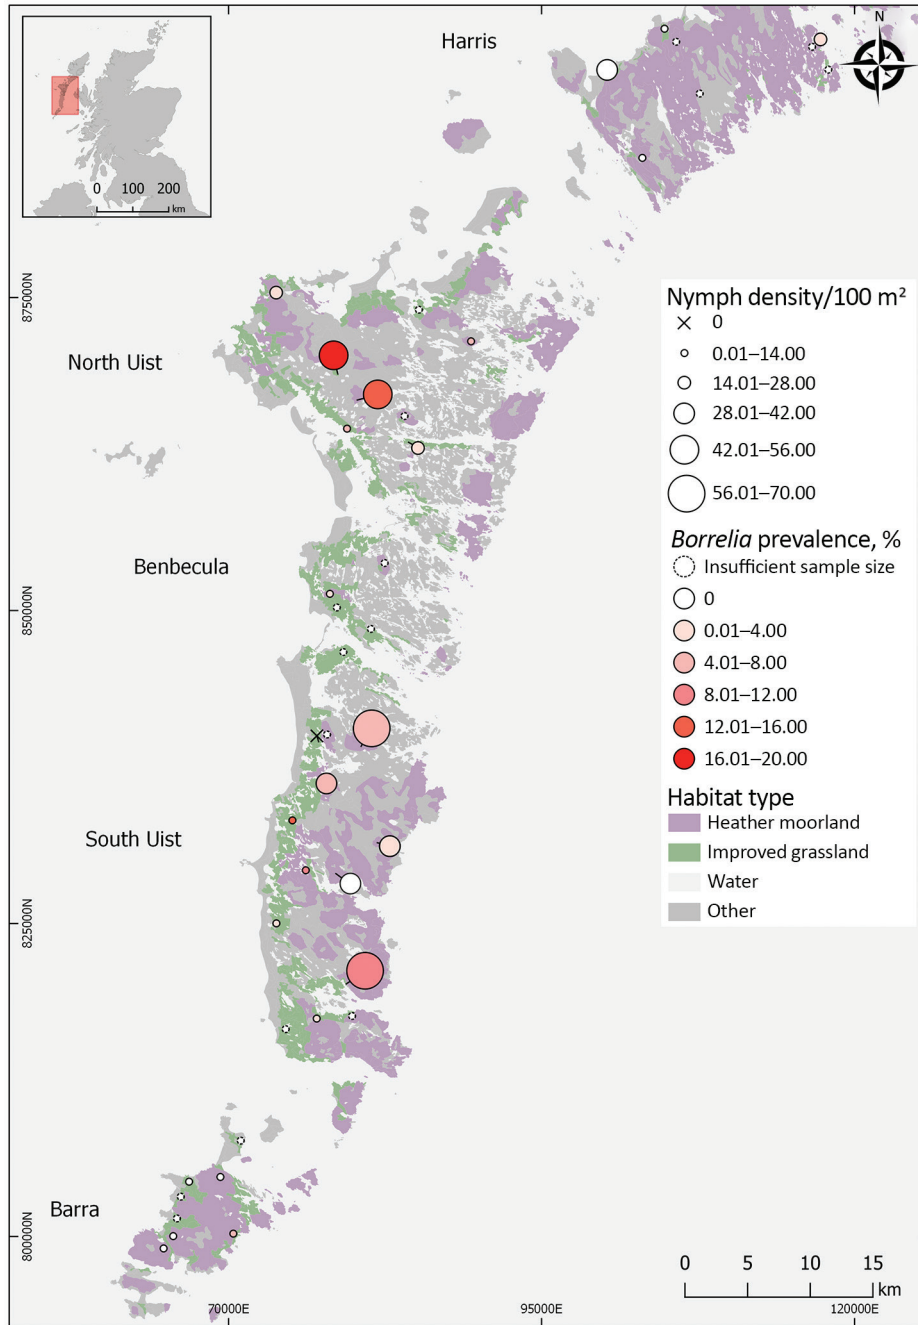 Harris
N
0 100 200
km
875000N
North Uist
Nymph density/100 m²
0
0.01–14.00
14.01–28.00
28.01–42.00
42.01–56.00
56.01–70.00
Benbecula
Borrelia prevalence, %
Insufficient sample size
0
0.01–4.00
4.01–8.00
8.01–12.00
12.01–16.00
16.01–20.00
850000N
Habitat type
Heather moorland
Improved grassland
Water
Other
South Uist
825000N
Barra
800000N
0 5 10 15
km
70000E 95000E 120000E